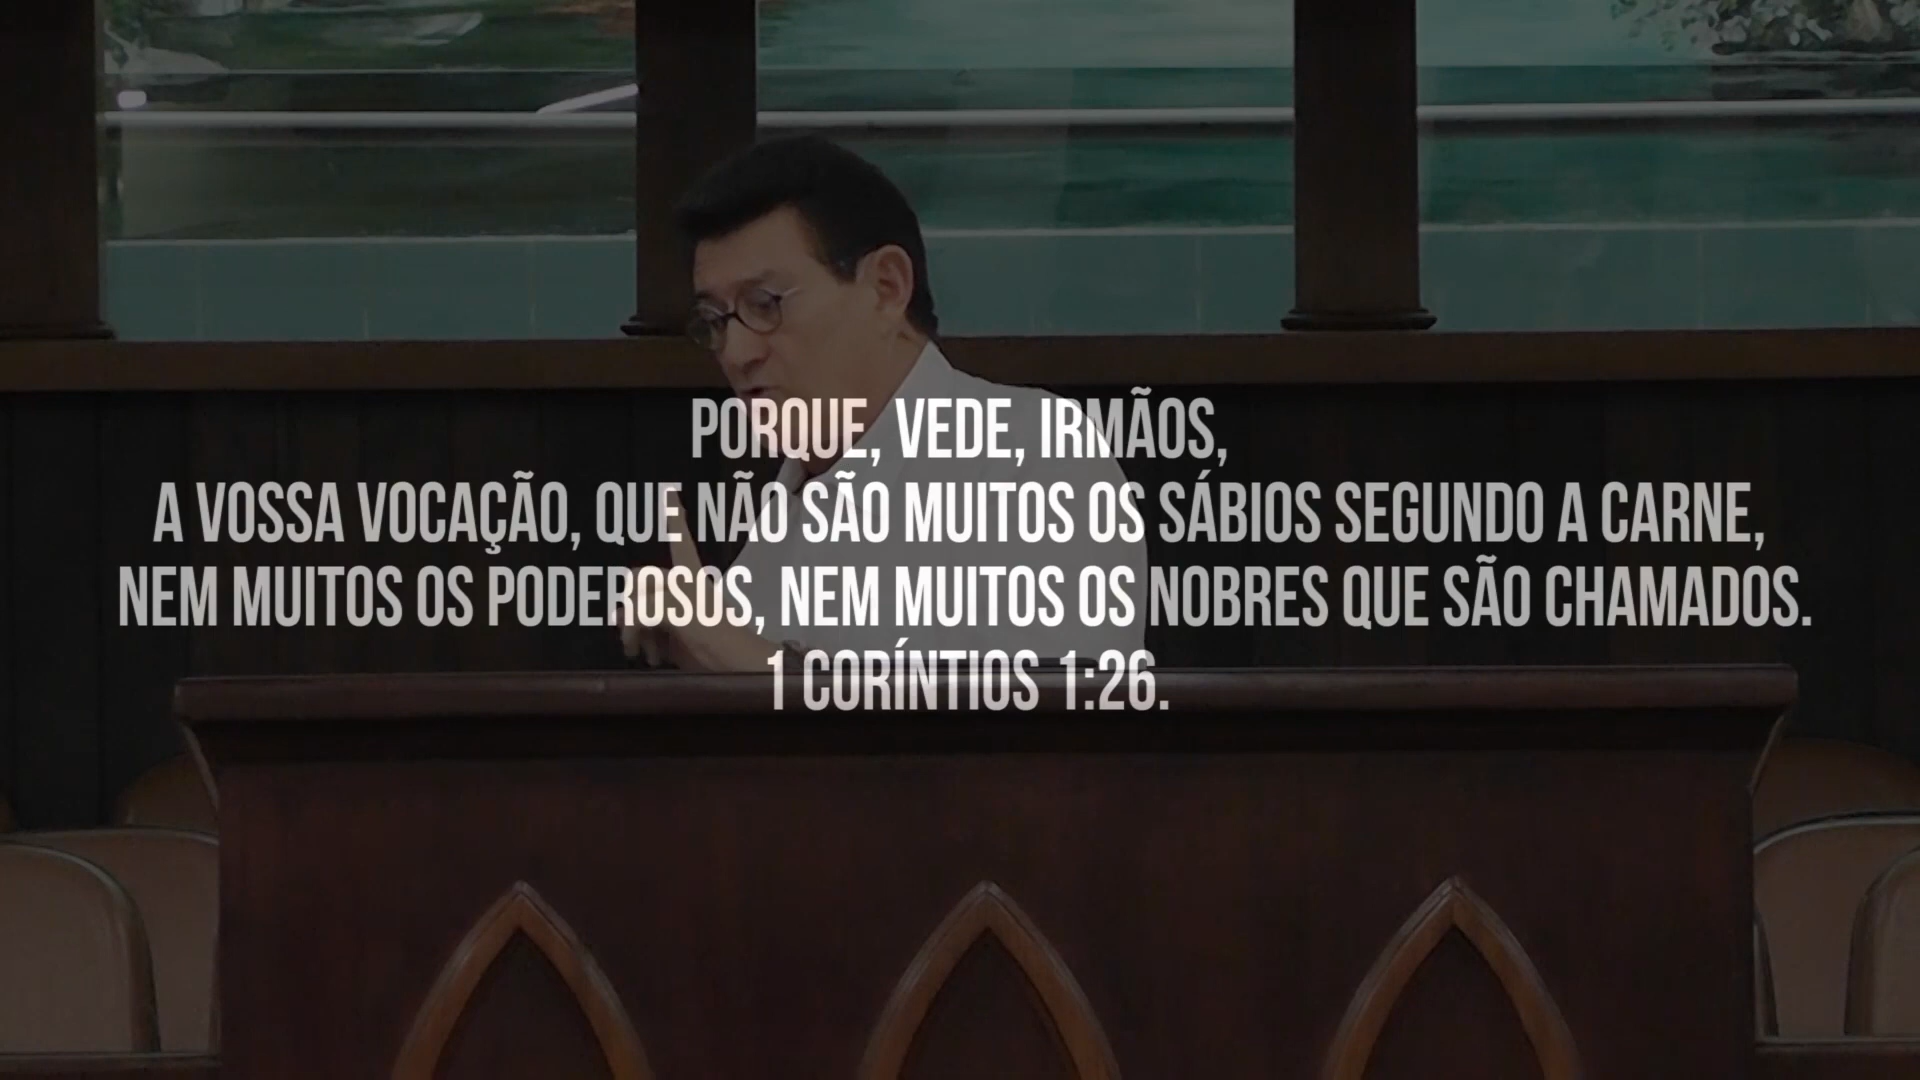 PORQUE, VEDE, IRMÃOS,
A VOSSA VOCAÇÃO, QUE NÃO SÃO MUITOS OS SÁBIOS SEGUNDO A CARNE,
NEM MUITOS OS PODEROSOS, NEM MUITOS OS NOBRES QUE SÃO CHAMADOS.
1 CORÍNTIOS 1:26.